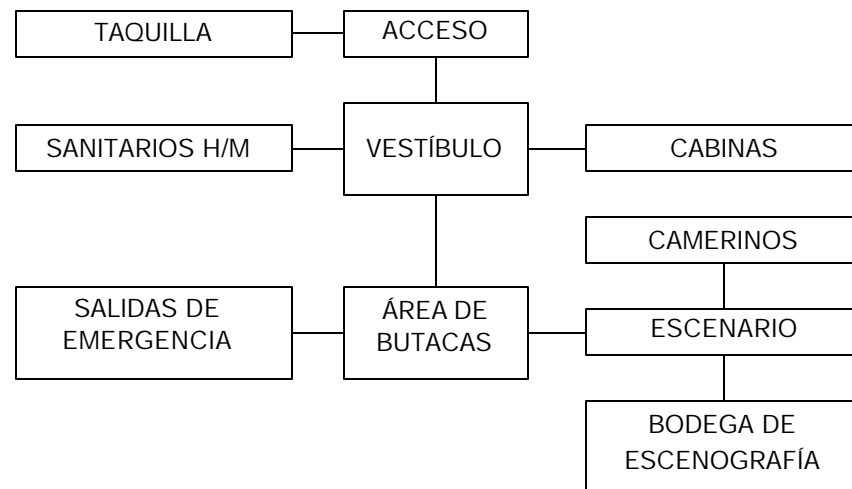 TAQUILLA
ACCESO
SANITARIOS H/M
VESTÍBULO
CABINAS
CAMERINOS
SALIDAS DE
EMERGENCIA
ÁREA DE
BUTACAS
ESCENARIO
BODEGA DE
ESCENOGRAFÍA